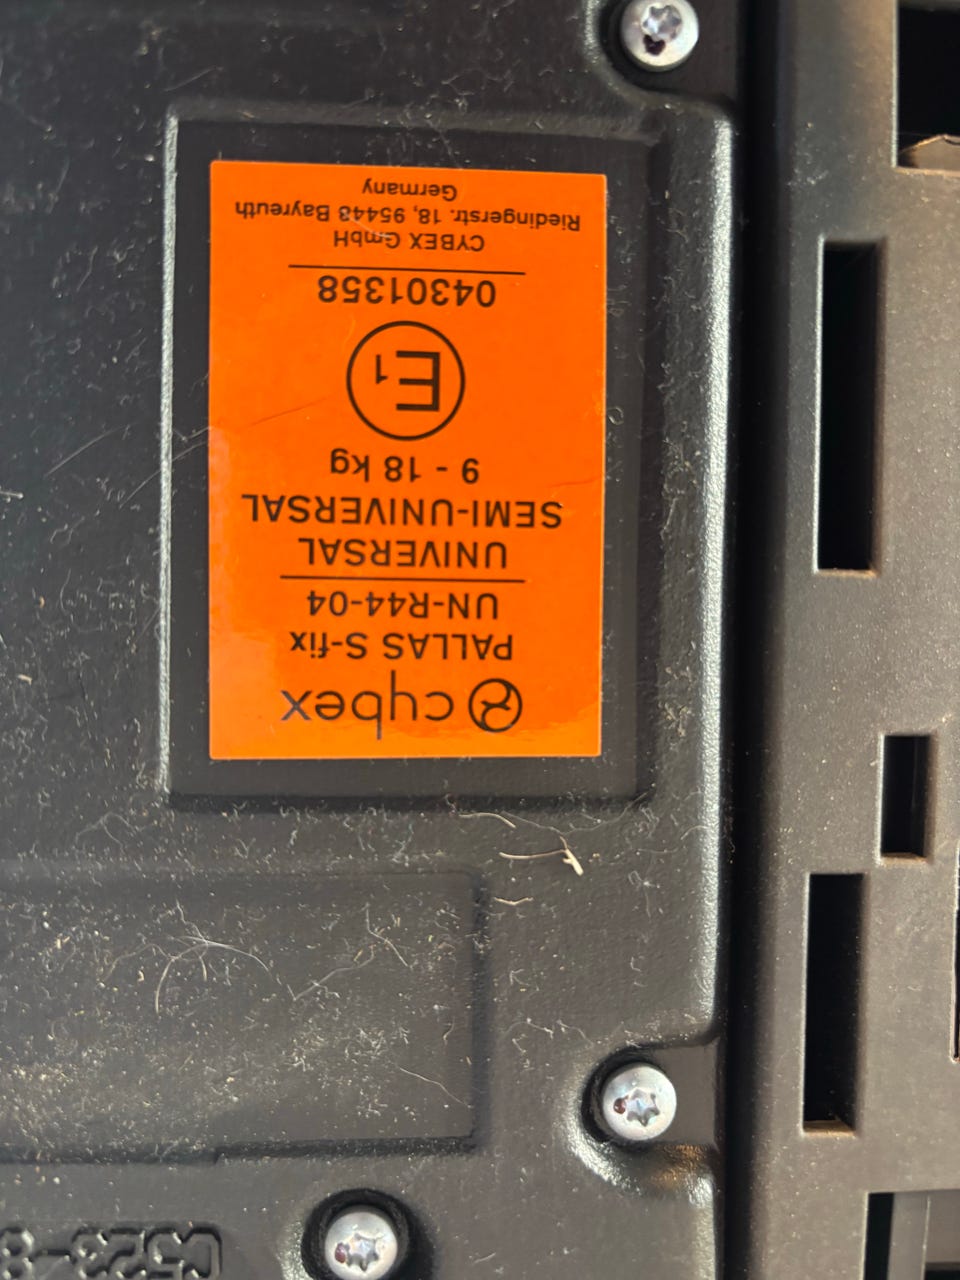 cybex
PALLAS S-fix
UN-R44-04
UNIVERSAL
SEMI-UNIVERSAL
9 - 18 kg
E1
04301358
CYBEX GmbH
Riedingerstr. 18, 95448 Bayreuth
Germany